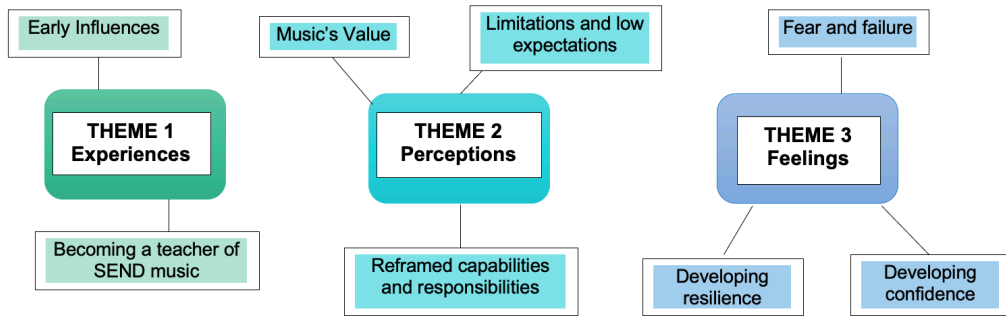 Early Influences
THEME 1
Experiences
Becoming a teacher of
SEND music
Music's Value
Limitations and low
expectations
THEME 2
Perceptions
Reframed capabilities
and responsibilities
Fear and failure
THEME 3
Feelings
Developing
resilience
Developing
confidence